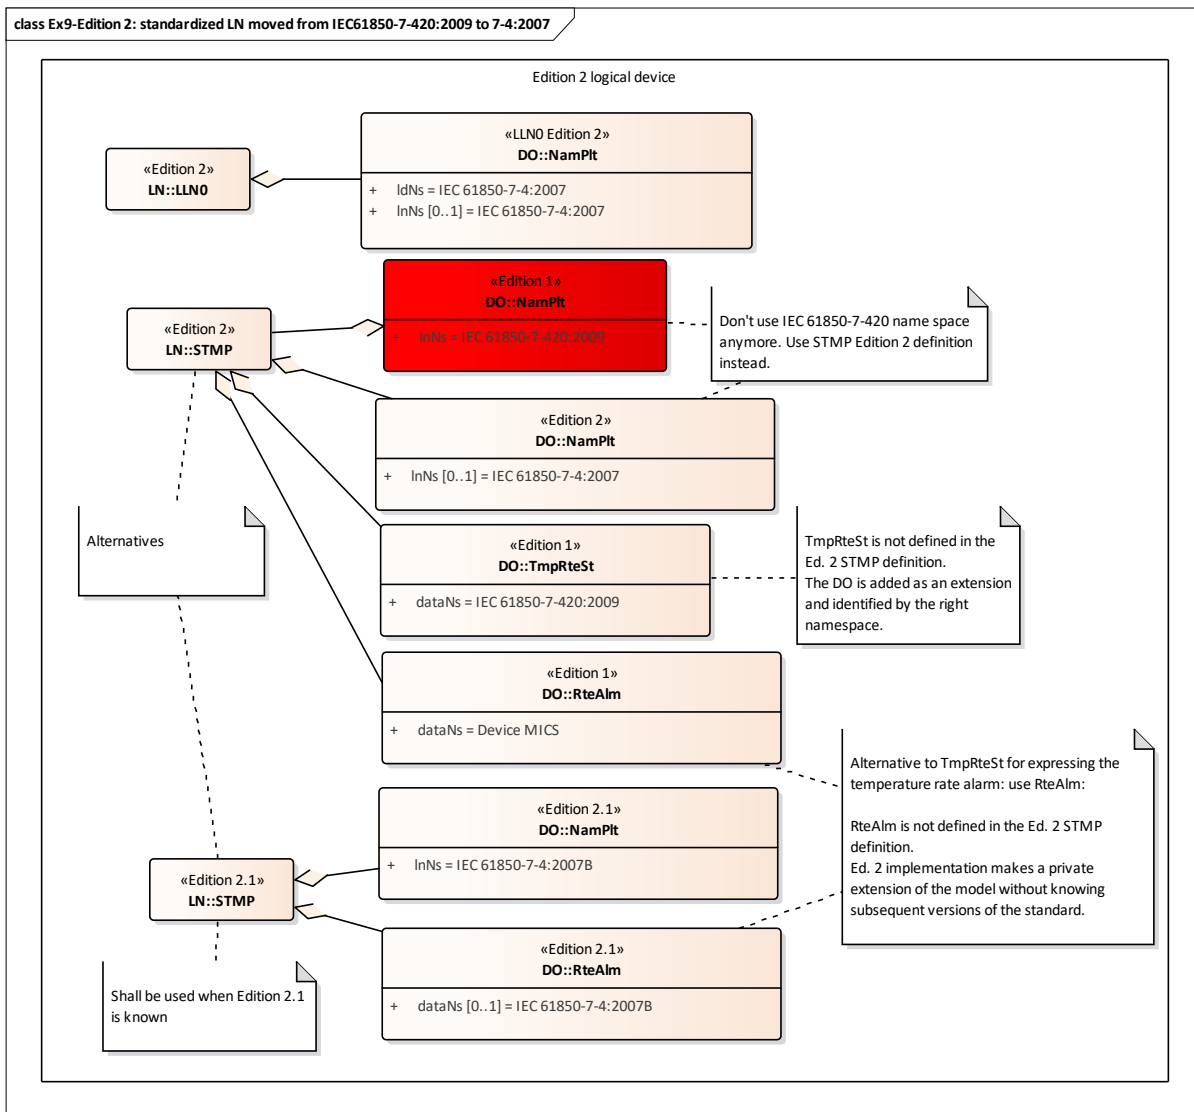 class Ex9-Edition 2: standardized LN moved from IEC61850-7-420:2009 to 7-4:2007
Edition 2 logical device
«LLN0 Edition 2»
DO::NamPlt
+ ldNs = IEC 61850-7-4:2007
+ lnNs [0..1] = IEC 61850-7-4:2007
«Edition 2»
LN::LLN0
«Edition 1»
DO::NamPlt
+ lnNs = IEC 61850-7-420:2009
«Edition 2»
LN::STMP
Don't use IEC 61850-7-420 name space
anymore. Use STMP Edition 2 definition
instead.
«Edition 2»
DO::NamPlt
+ lnNs [0..1] = IEC 61850-7-4:2007
Alternatives
«Edition 1»
DO::TmpRteSt
+ dataNs = IEC 61850-7-420:2009
TmpRteSt is not defined in the
Ed. 2 STMP definition.
The DO is added as an extension
and identified by the right
namespace.
«Edition 1»
DO::RteAlm
+ dataNs = Device MICS
Alternative to TmpRteSt for expressing the
temperature rate alarm: use RteAlm:
RteAlm is not defined in the Ed. 2 STMP
definition.
Ed. 2 implementation makes a private
extension of the model without knowing
subsequent versions of the standard.
«Edition 2.1»
DO::NamPlt
+ lnNs = IEC 61850-7-4:2007B
«Edition 2.1»
LN::STMP
«Edition 2.1»
DO::RteAlm
+ dataNs [0..1] = IEC 61850-7-4:2007B
Shall be used when Edition 2.1
is known